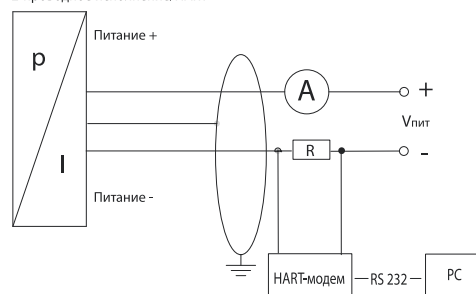 Питание +
p
A
+
Vпит
-
I
R
Питание -
HART-модем
RS 232
PC